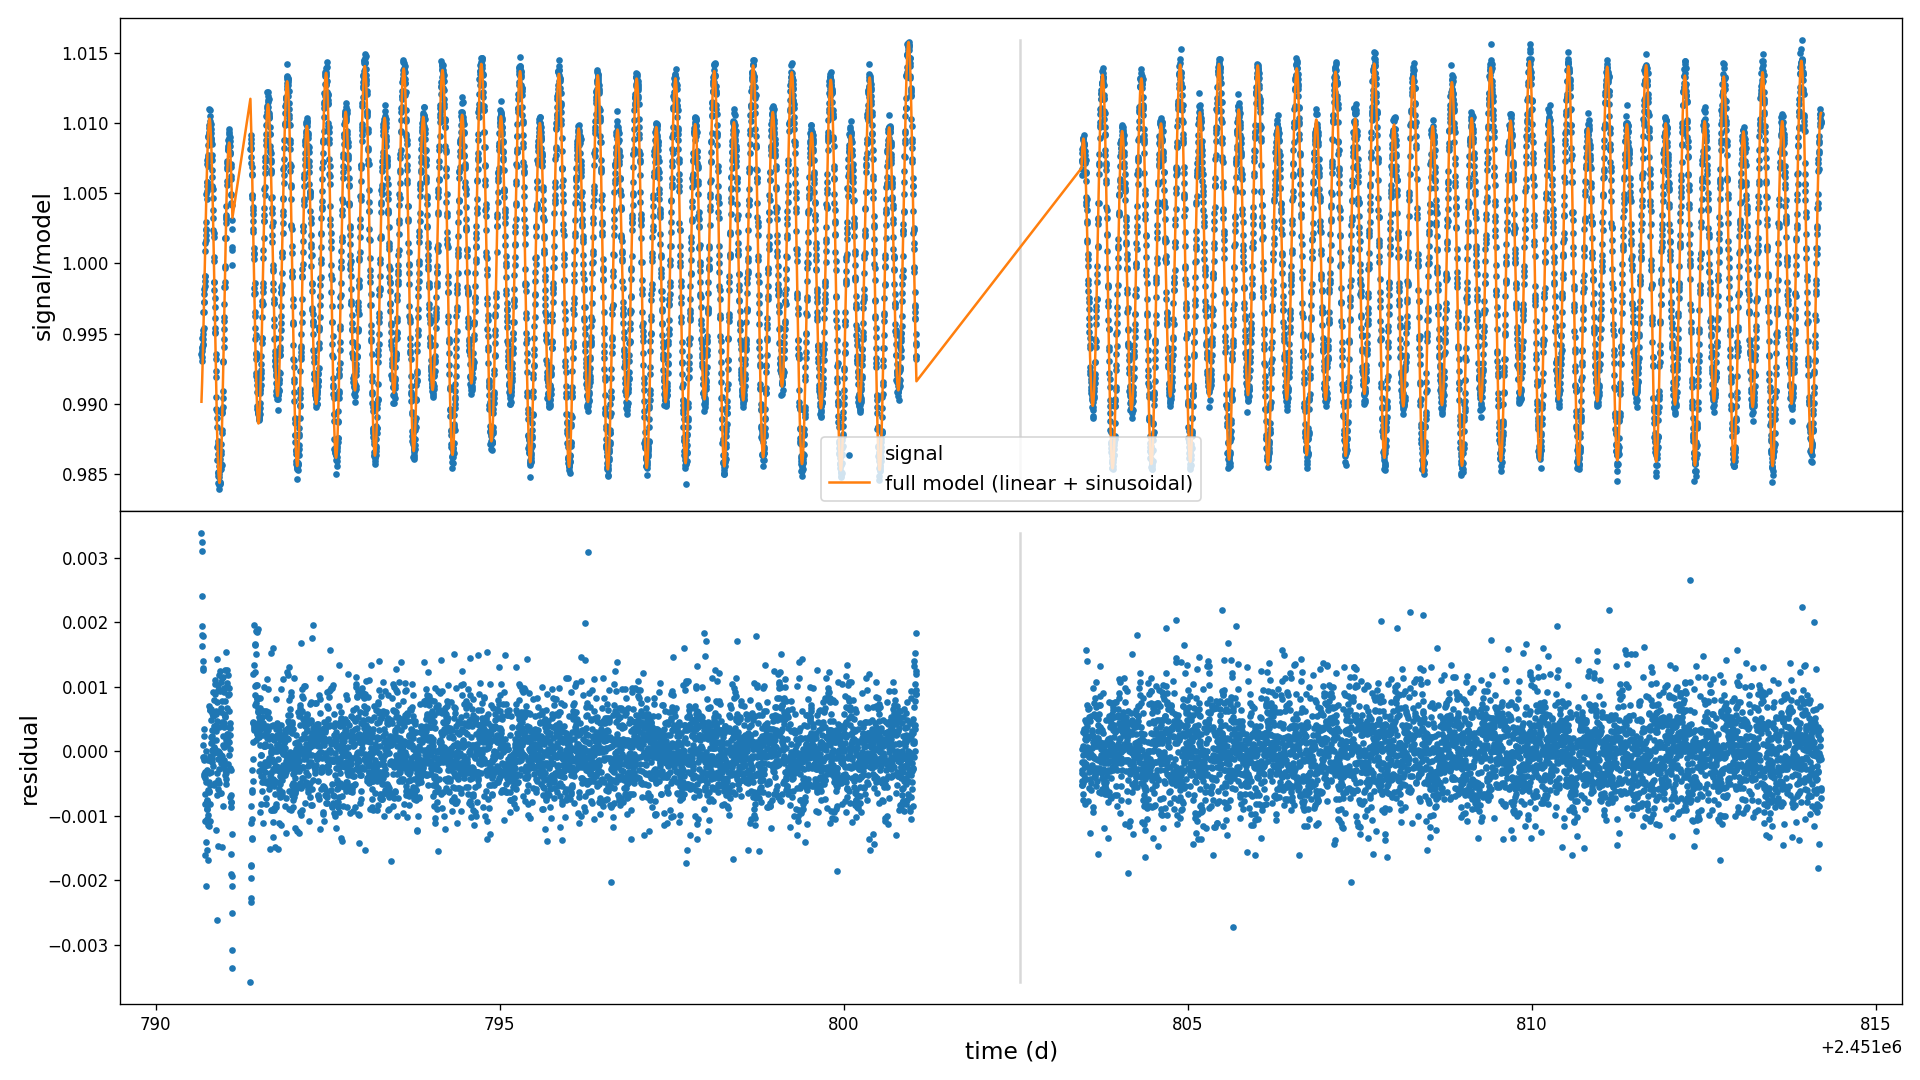 1.015
1.010
1.005
1.000
0.995
0.990
0.985
signal/model
signal
full model (linear + sinusoidal)
0.003
0.002
0.001
0.000
−0.001
−0.002
−0.003
residual
790 795 800 805 810 815
time (d)
+2.451e6